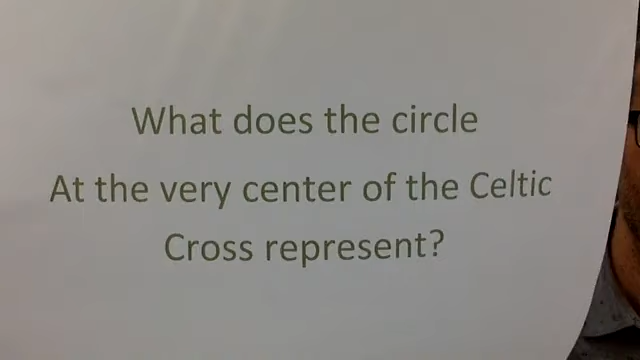 What does the circle
At the very center of the Celtic
Cross represent?